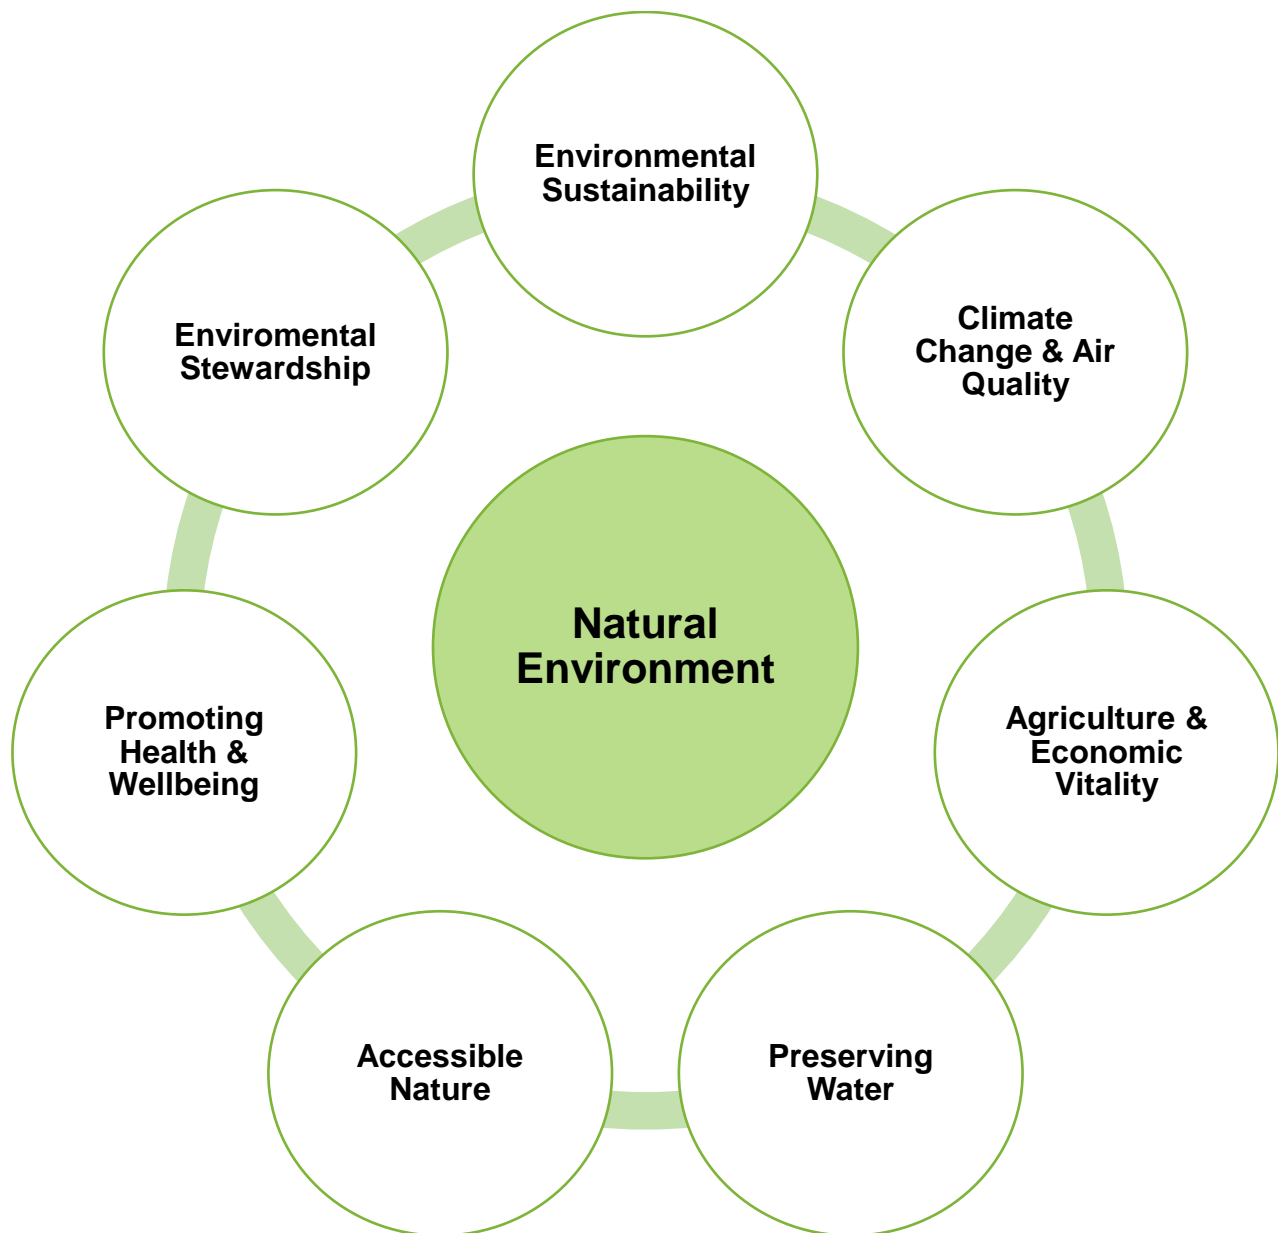 Environmental
Sustainability
Climate
Change & Air
Quality
Agriculture &
Economic
Vitality
Preserving
Water
Accessible
Nature
Promoting
Health &
Wellbeing
Enviromental
Stewardship
Natural
Environment